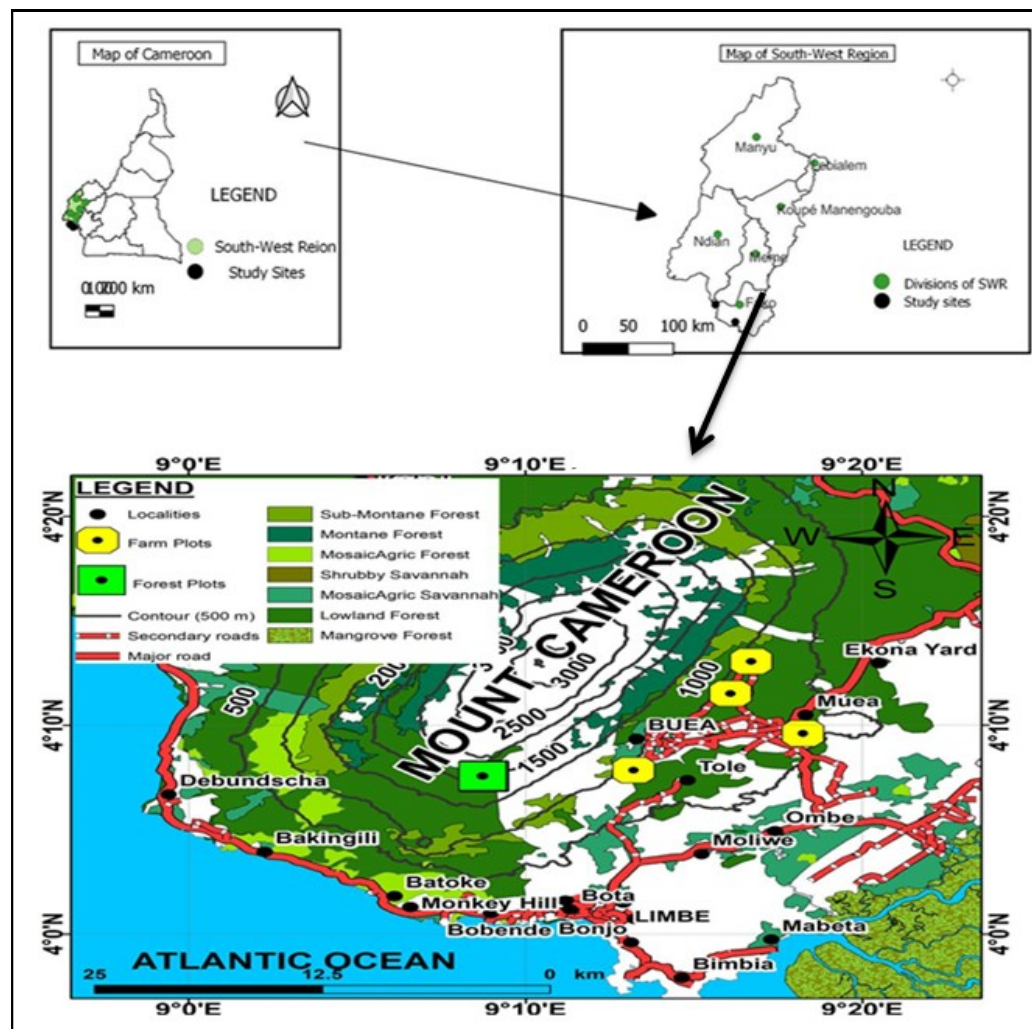 Map of Cameroon
LEGEND
South-West Reion
Study Sites
0 100 200 km
Map of South-West Region
Manyu
Lebialem
Koupé Manengouba
Ndian
Meme
Fako
LEGEND
Divisions of SWR
Study sites
0 50 100 km
9°0'E 9°10'E 9°20'E
4°20'N 4°20'N
4°10'N 4°10'N
4°0'N 4°0'N
LEGEND
Localities
Farm Plots
Forest Plots
Contour (500 m)
Secondary roads
Major road
Sub-Montane Forest
Montane Forest
MosaicAgric Forest
Shrubby Savannah
MosaicAgric Savannah
Lowland Forest
Mangrove Forest
N
W E
S
MOUNT CAMEROON
500
3000
2500
1500
1000
Ekona Yard
Muea
BUEA
Tole
Debundscha
Ombe
Moliwe
Bakingili
Batoke
Monkey Hill
Bota
LIMBE
Bobende
Bonjo
Mabeta
Bimbia
ATLANTIC OCEAN
25 12.5 0 km
9°0'E 9°10'E 9°20'E